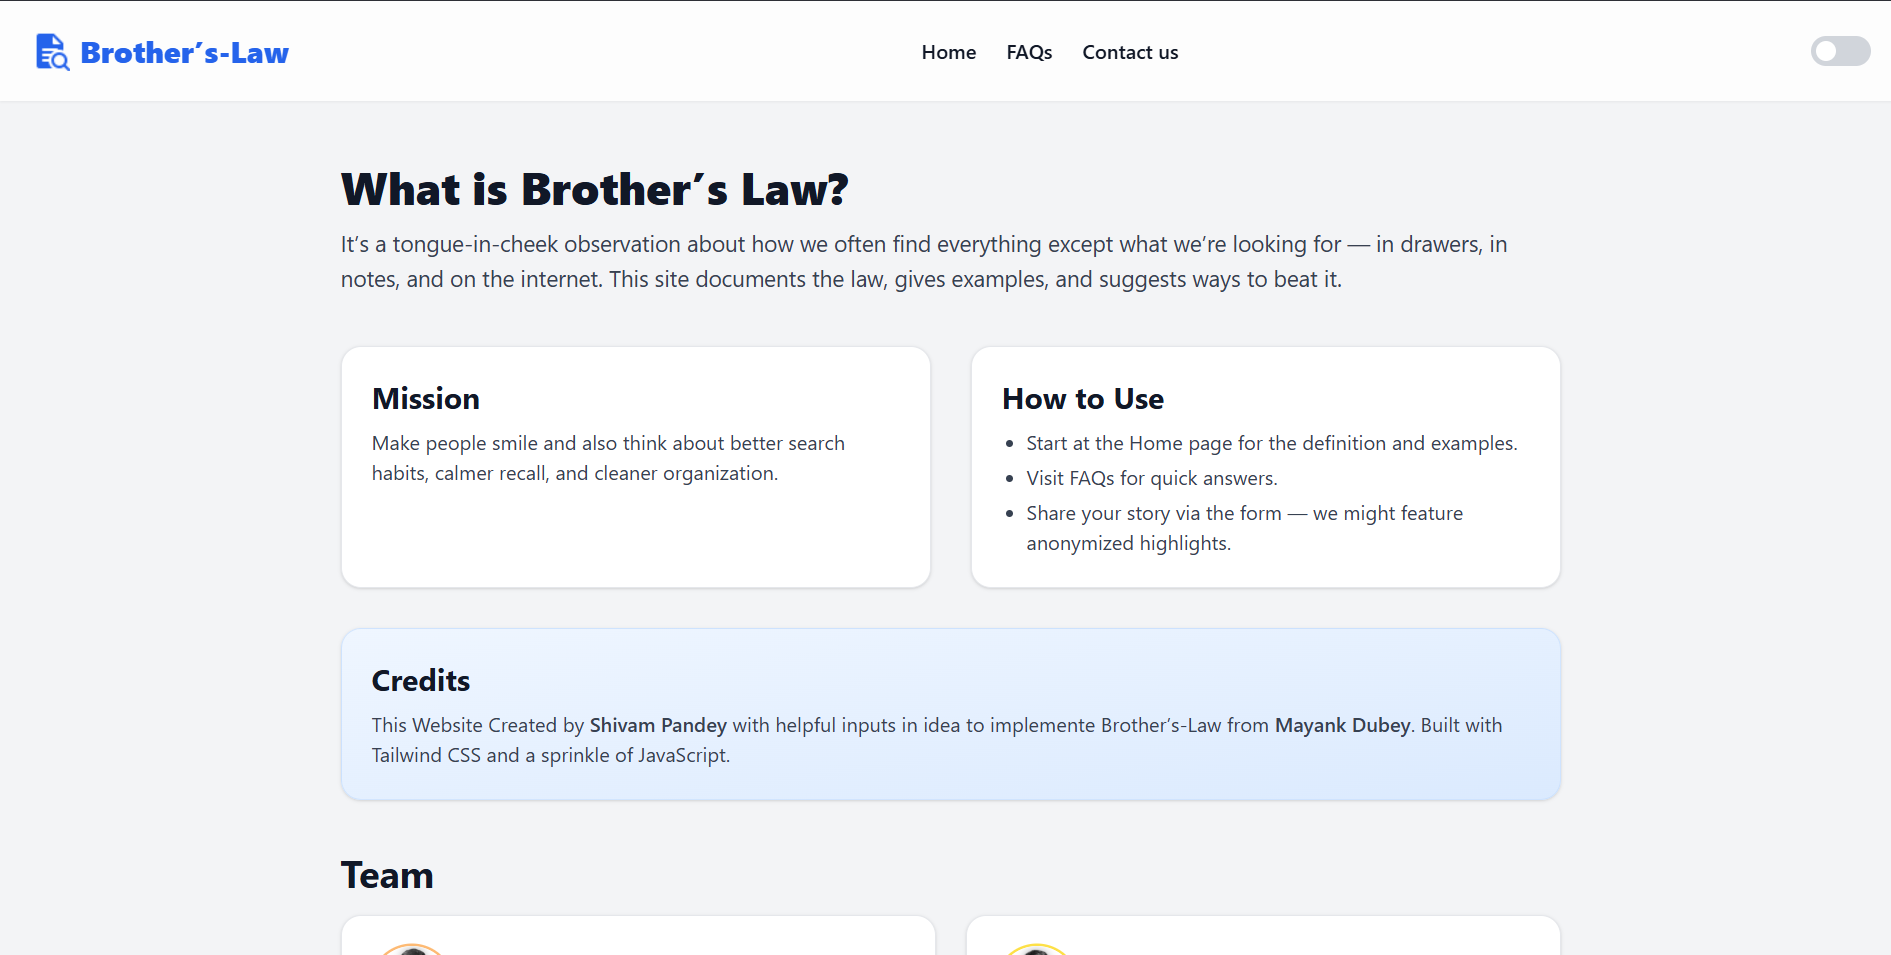 Brother´s-Law
Home
FAQs
Contact us
What is Brother´s Law?
It’s a tongue-in-cheek observation about how we often find everything except what we’re looking for — in drawers, in
notes, and on the internet. This site documents the law, gives examples, and suggests ways to beat it.
Mission
Make people smile and also think about better search
habits, calmer recall, and cleaner organization.
How to Use
• Start at the Home page for the definition and examples.
• Visit FAQs for quick answers.
• Share your story via the form — we might feature
anonymized highlights.
Credits
This Website Created by Shivam Pandey with helpful inputs in idea to implemente Brother’s-Law from Mayank Dubey. Built with
Tailwind CSS and a sprinkle of JavaScript.
Team